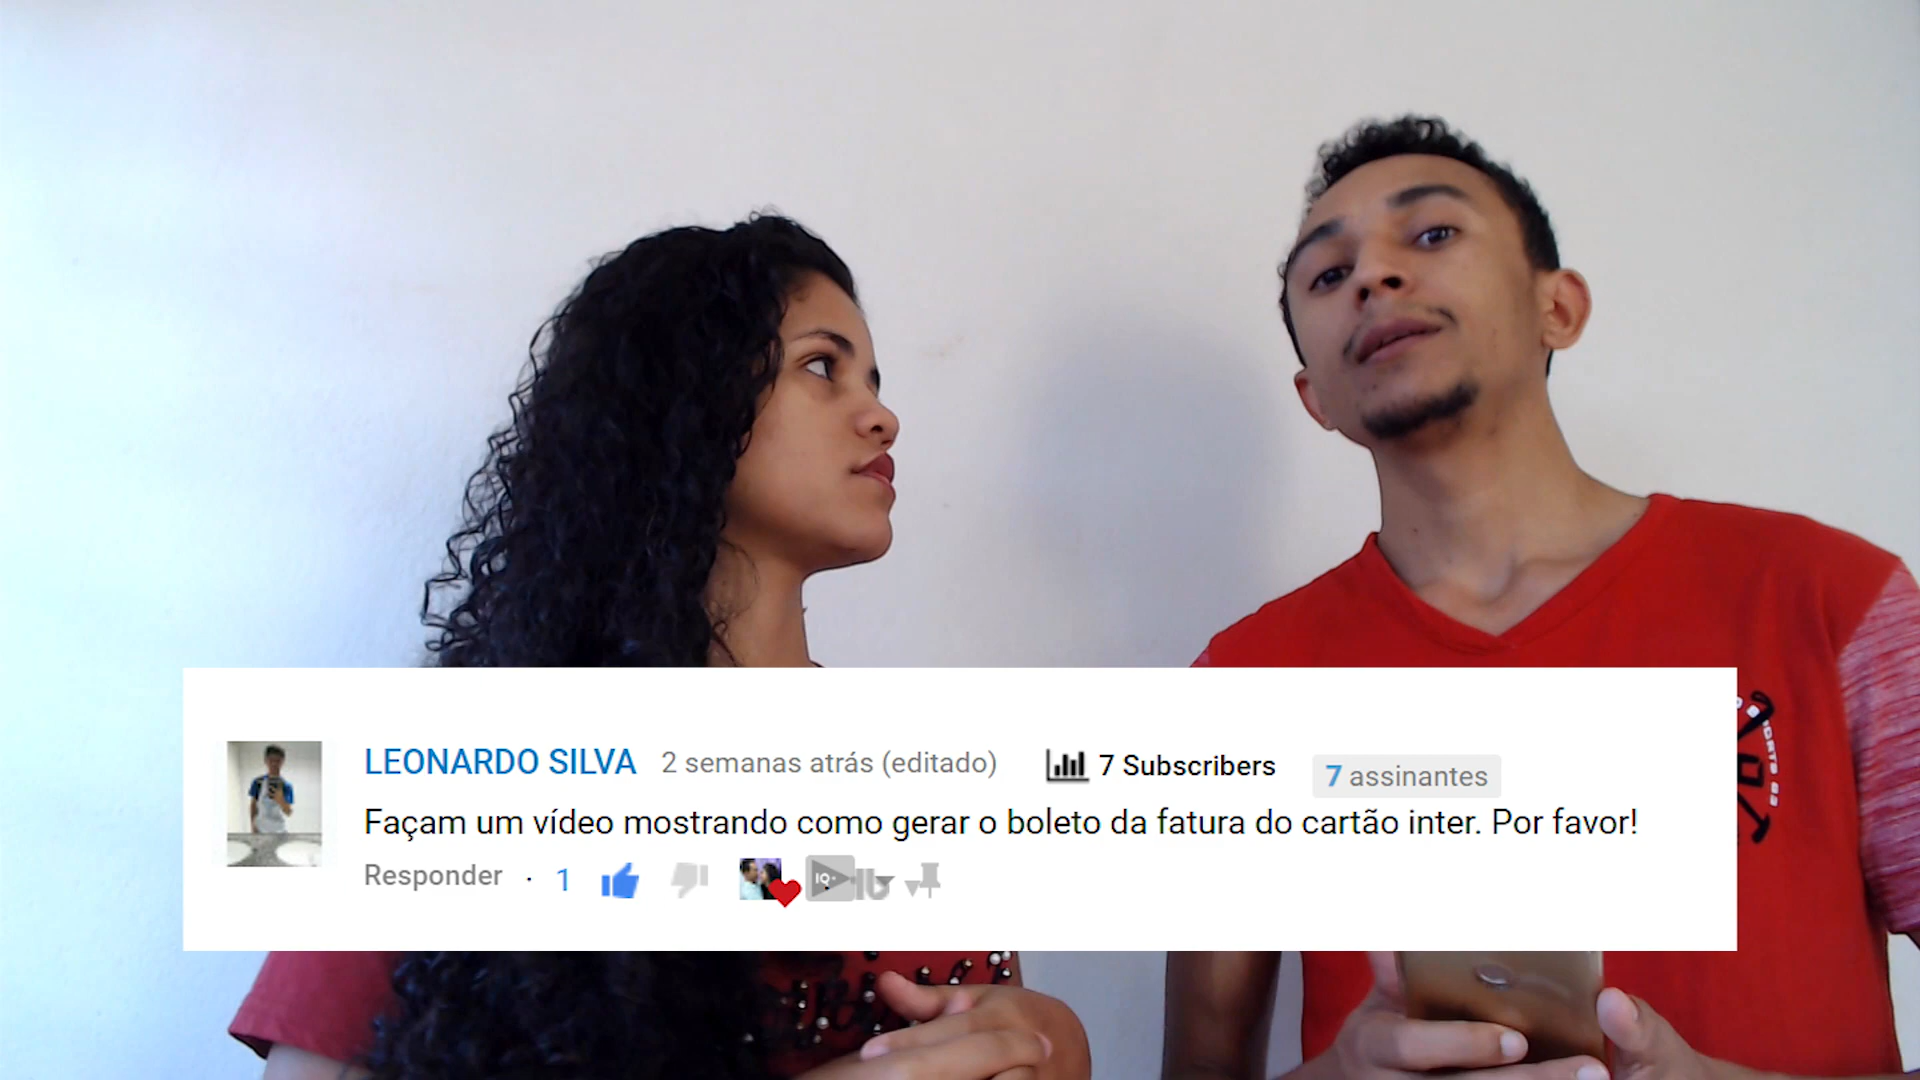 LEONARDO SILVA 2 semanas atrás (editado) 7 Subscribers 7 assinantes
Façam um vídeo mostrando como gerar o boleto da fatura do cartão inter. Por favor!
Responder · 1 IQ